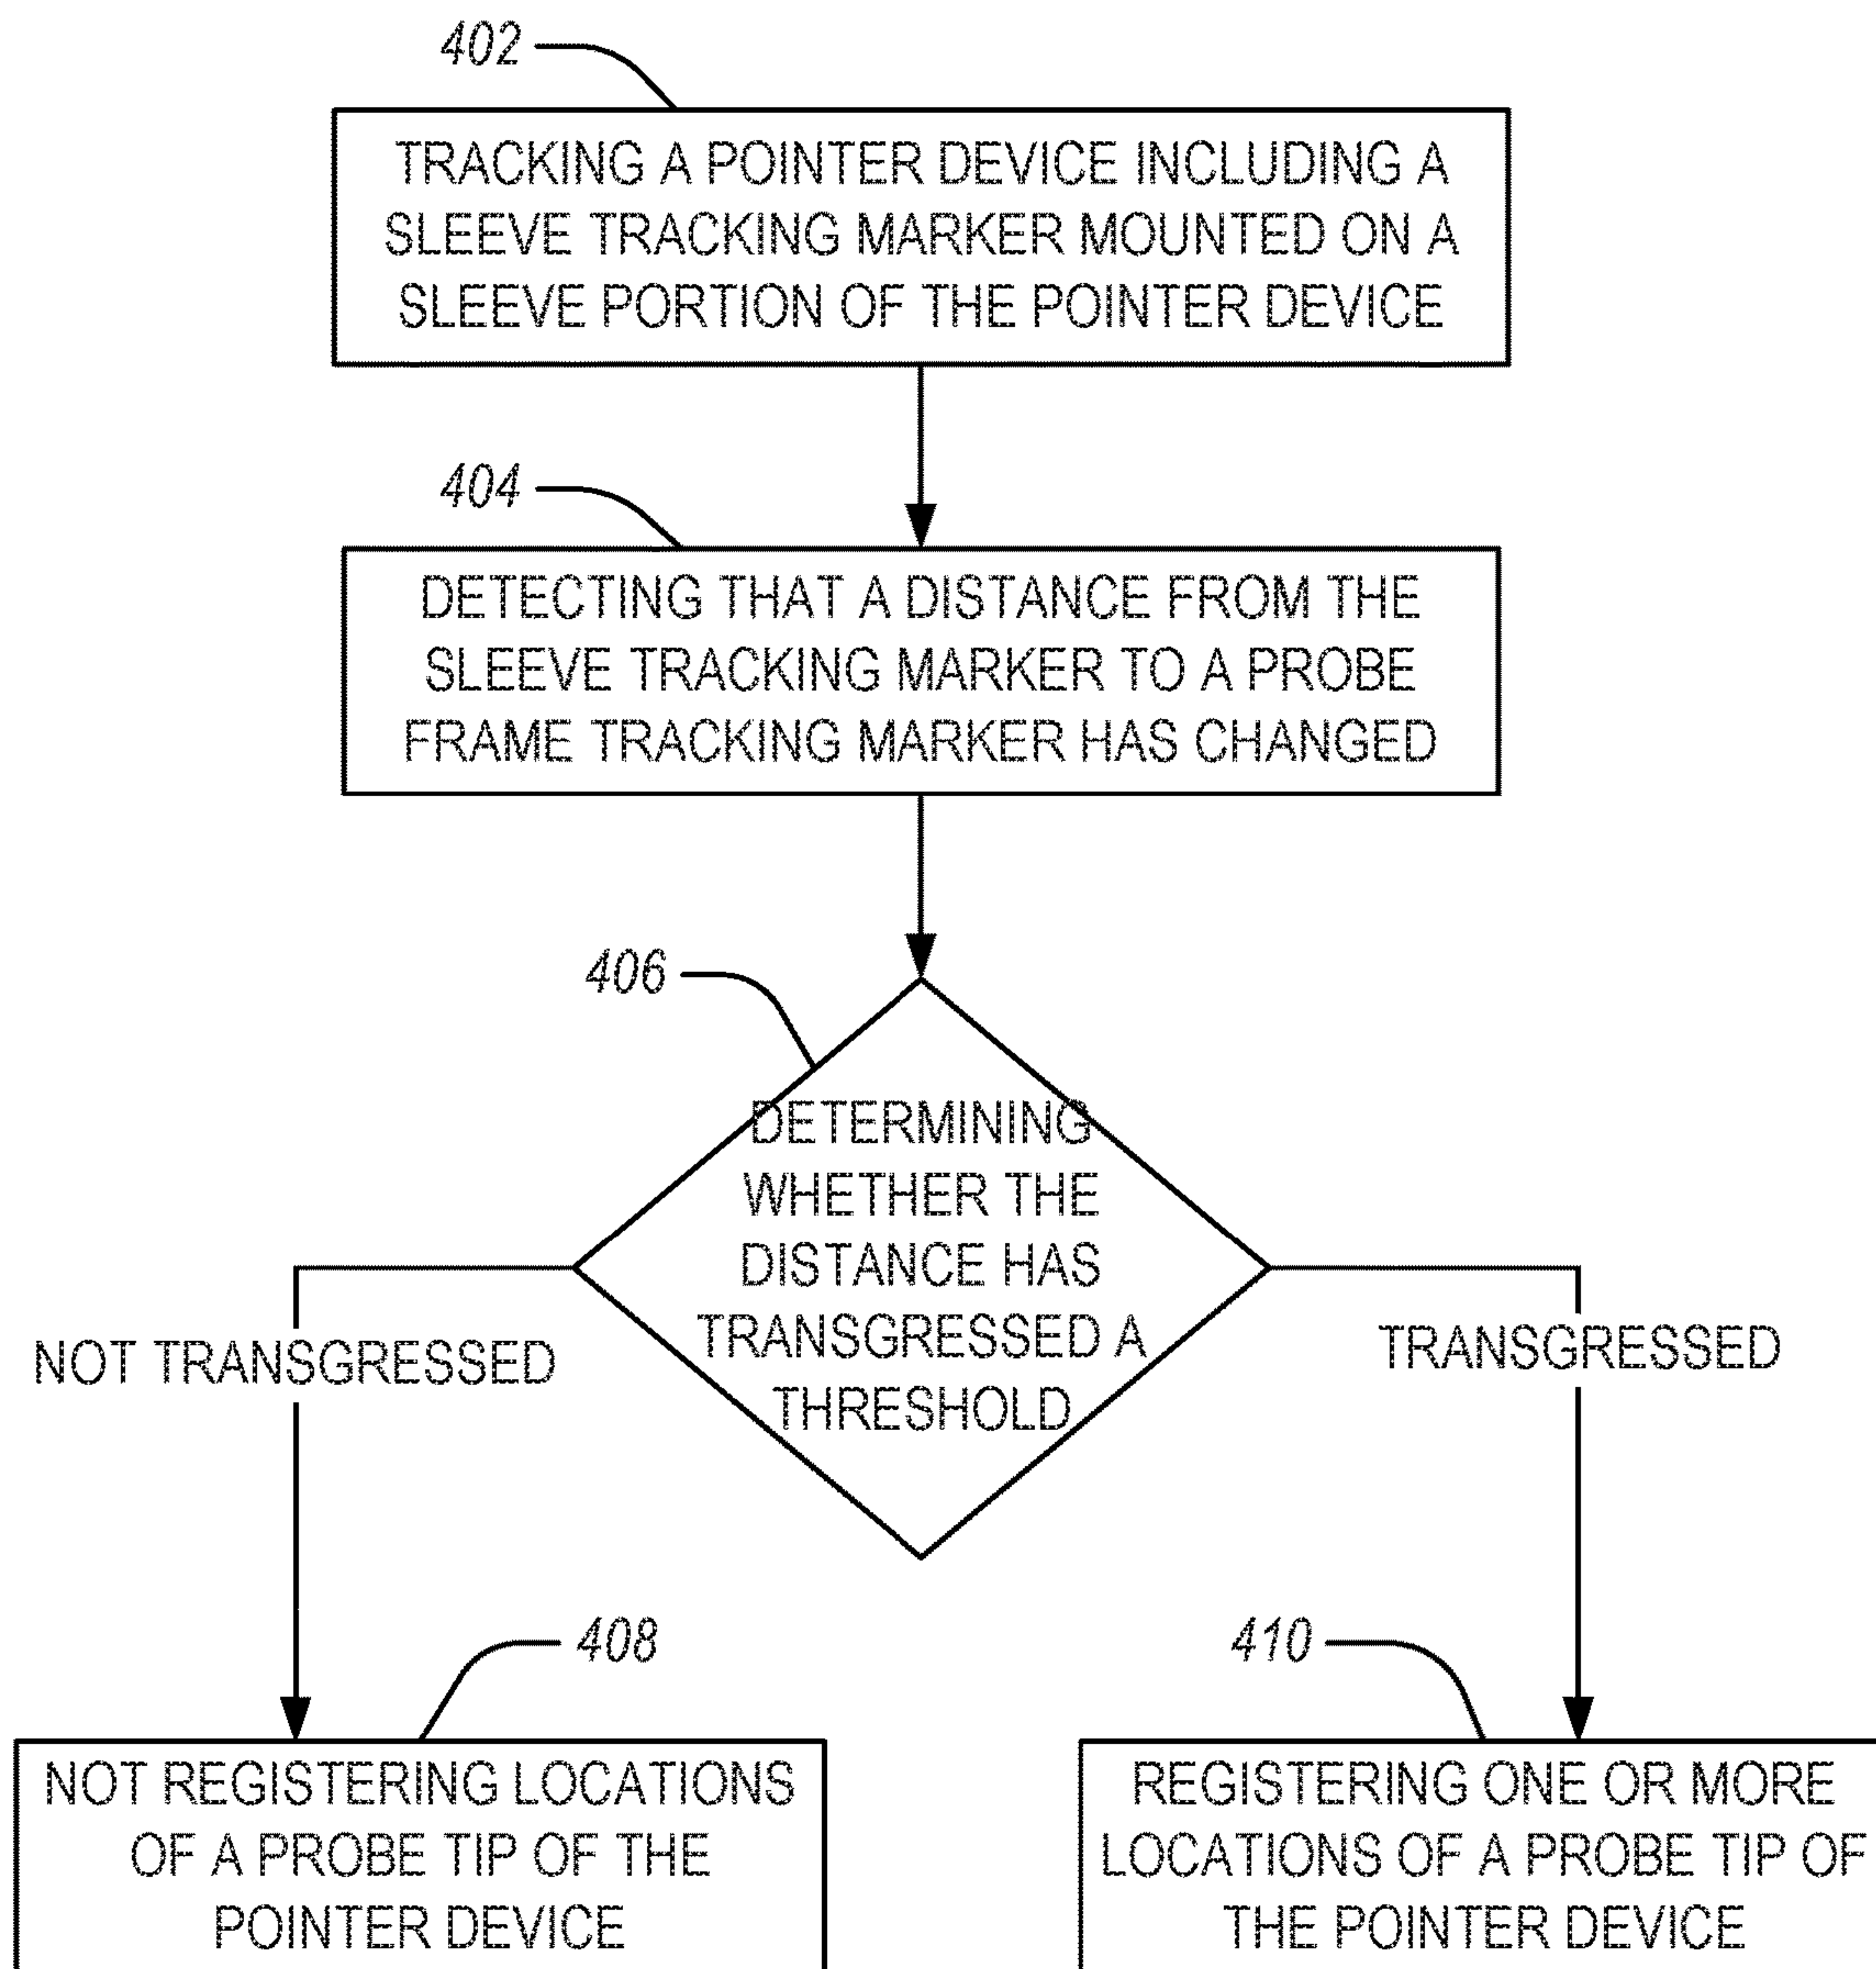 402
TRACKING A POINTER DEVICE INCLUDING A
SLEEVE TRACKING MARKER MOUNTED ON A
SLEEVE PORTION OF THE POINTER DEVICE
404
DETECTING THAT A DISTANCE FROM THE
SLEEVE TRACKING MARKER TO A PROBE
FRAME TRACKING MARKER HAS CHANGED
406
DETERMINING
WHETHER THE
DISTANCE HAS
TRANSGRESSED A
THRESHOLD
NOT TRANSGRESSED
TRANSGRESSED
408
NOT REGISTERING LOCATIONS
OF A PROBE TIP OF THE
POINTER DEVICE
410
REGISTERING ONE OR MORE
LOCATIONS OF A PROBE TIP OF
THE POINTER DEVICE